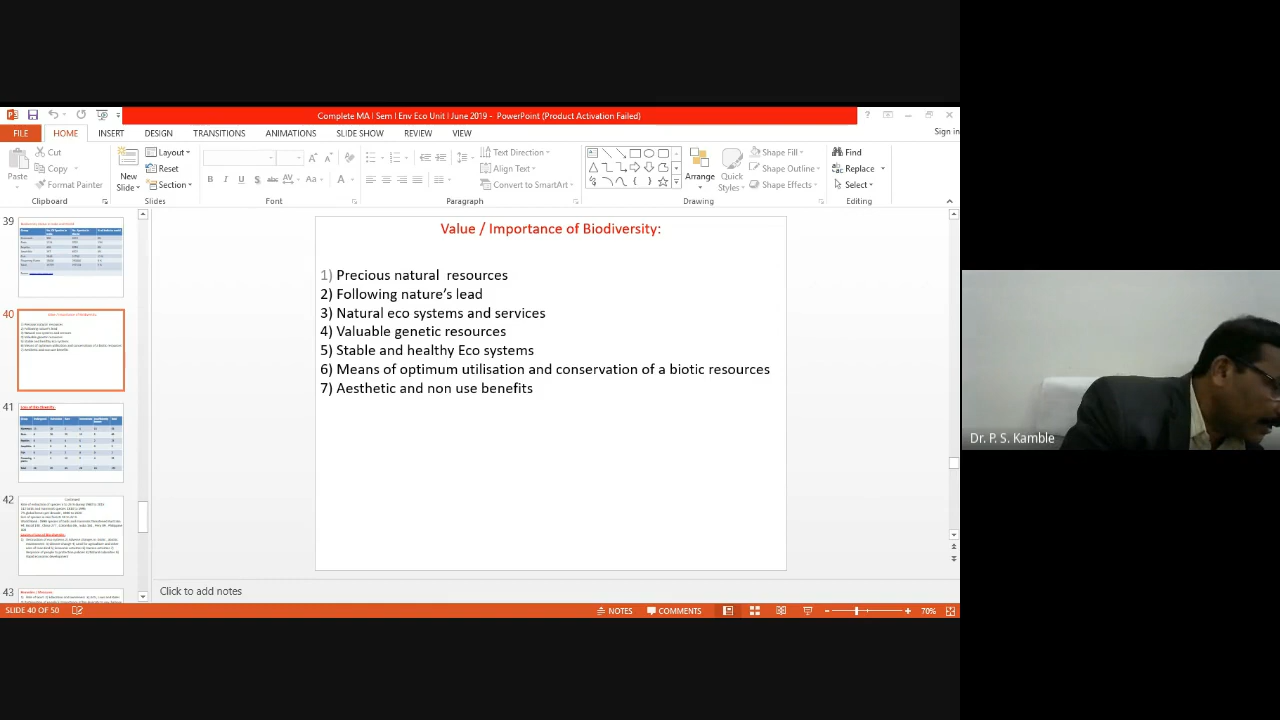 Complete MA I Sem I Env Eco Unit I June 2019 - PowerPoint (Product Activation Failed)
FILE HOME INSERT DESIGN TRANSITIONS ANIMATIONS SLIDE SHOW REVIEW VIEW Sign in
Cut
Copy
Format Painter
Paste
Clipboard
New
Slide
Layout
Reset
Section
Slides
Font
Text Direction
Align Text
Convert to SmartArt
Paragraph
Arrange
Quick
Styles
Shape Fill
Shape Outline
Shape Effects
Drawing
Find
Replace
Select
Editing
39
40
41
42
43
Value / Importance of Biodiversity:
1) Precious natural resources
2) Following nature's lead
3) Natural eco systems and services
4) Valuable genetic resources
5) Stable and healthy Eco systems
6) Means of optimum utilisation and conservation of a biotic resources
7) Aesthetic and non use benefits
Click to add notes
SLIDE 40 OF 50 NOTES COMMENTS 70%
Dr. P. S. Kamble